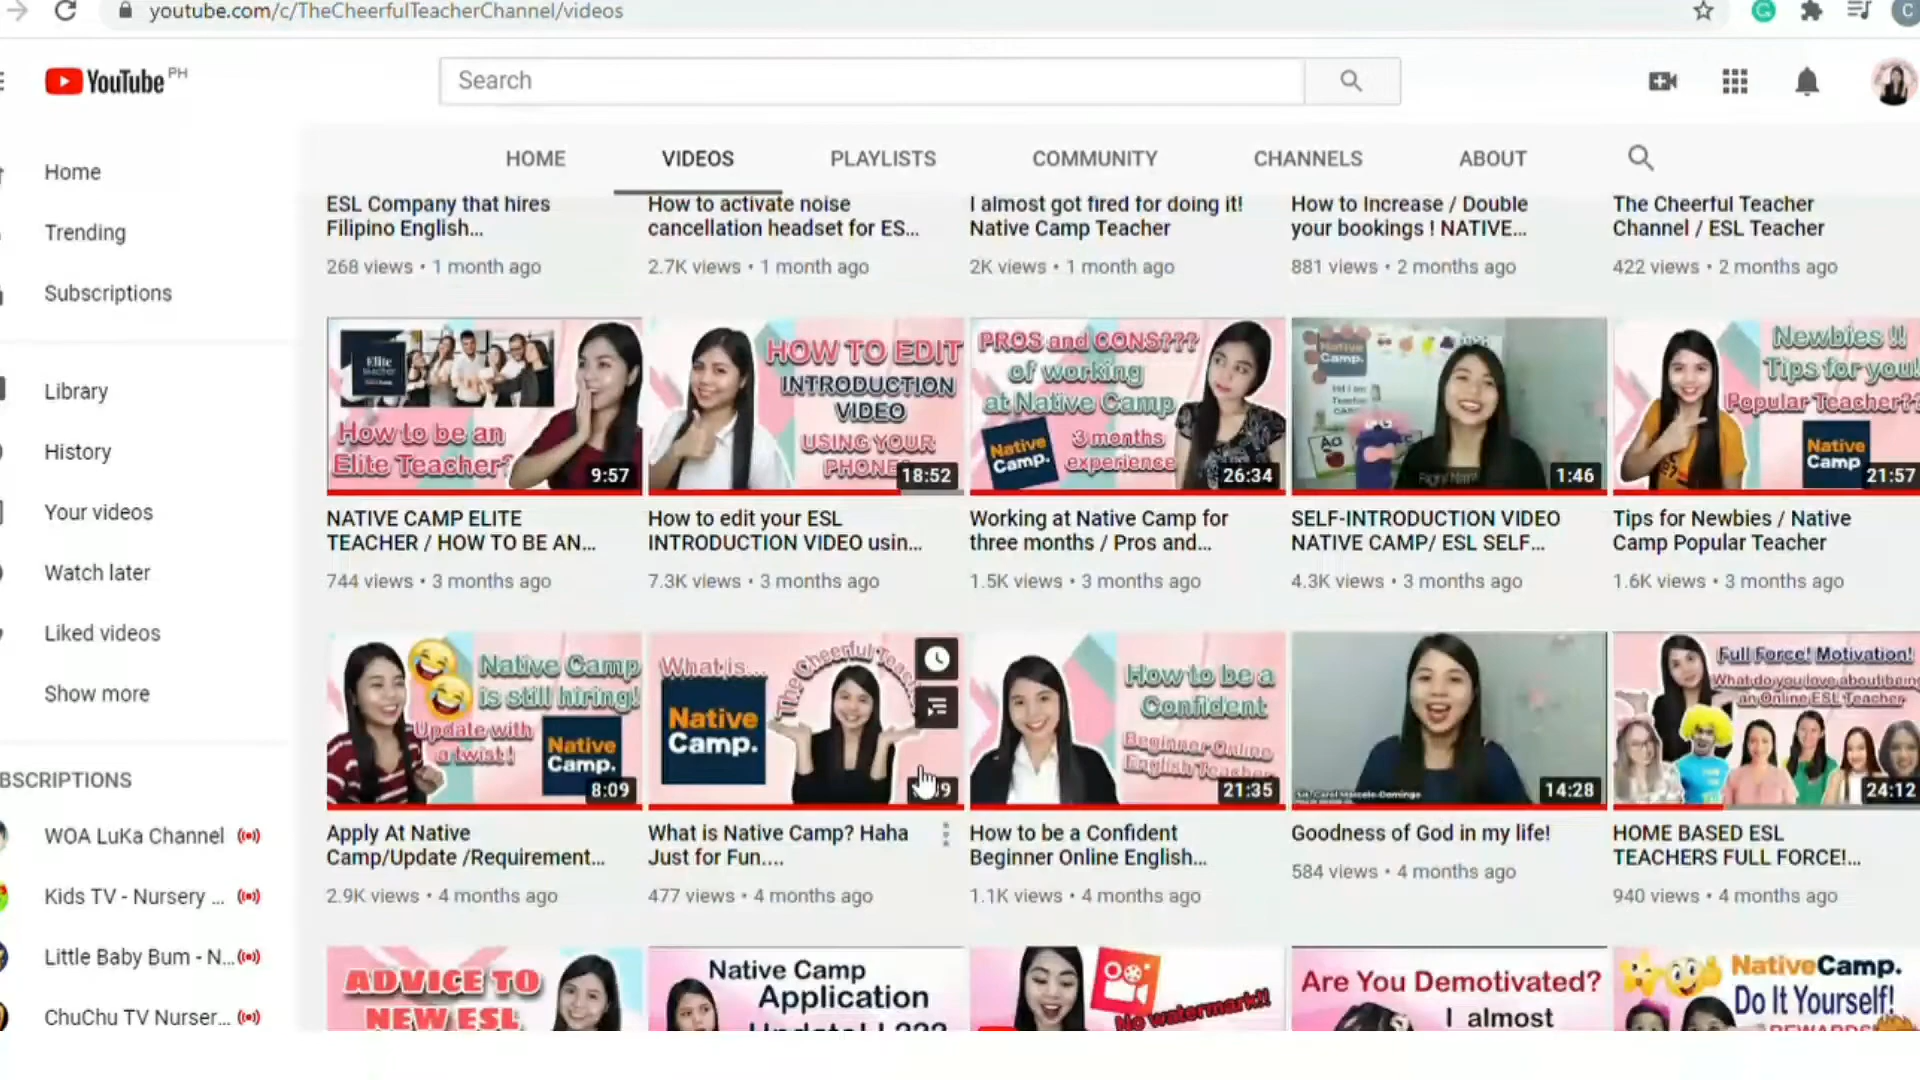 youtube.com/c/TheCheerfulTeacherChannel/videos
YouTube PH
Search
HOME VIDEOS PLAYLISTS COMMUNITY CHANNELS ABOUT
Home
Trending
Subscriptions
Library
History
Your videos
Watch later
Liked videos
Show more
BSCRIPTIONS
WOA LuKa Channel
Kids TV - Nursery ...
Little Baby Bum - N...
ChuChu TV Nurser...
ESL Company that hires
Filipino English...
268 views • 1 month ago
How to activate noise
cancellation headset for ES...
2.7K views • 1 month ago
I almost got fired for doing it!
Native Camp Teacher
2K views • 1 month ago
How to Increase / Double
your bookings ! NATIVE...
881 views • 2 months ago
The Cheerful Teacher
Channel / ESL Teacher
422 views • 2 months ago
Elite
How to be an
Elite Teacher?
9:57
NATIVE CAMP ELITE
TEACHER / HOW TO BE AN...
744 views • 3 months ago
HOW TO EDIT
INTRODUCTION
VIDEO
USING YOUR
PHONE
18:52
How to edit your ESL
INTRODUCTION VIDEO usin...
7.3K views • 3 months ago
PROS and CONS???
of working
at Native Camp
Native
Camp.
3 months
experience
26:34
Working at Native Camp for
three months / Pros and...
1.5K views • 3 months ago
Native
Camp.
1:46
SELF-INTRODUCTION VIDEO
NATIVE CAMP/ ESL SELF...
4.3K views • 3 months ago
Newbies !!
Tips for you!
Popular Teacher??
Native
Camp
21:57
Tips for Newbies / Native
Camp Popular Teacher
1.6K views • 3 months ago
Native Camp
is still hiring!
Update with
a twist!
Native
Camp.
8:09
Apply At Native
Camp/Update /Requirement...
2.9K views • 4 months ago
What is...
The Cheerful Teac
Native
Camp.
What is Native Camp? Haha
Just for Fun....
477 views • 4 months ago
How to be a
Confident
Beginner Online
English Teacher
21:35
How to be a Confident
Beginner Online English...
1.1K views • 4 months ago
14:28
Goodness of God in my life!
584 views • 4 months ago
Full Force! Motivation!
What do you love about being
an Online ESL Teacher
24:12
HOME BASED ESL
TEACHERS FULL FORCE!...
940 views • 4 months ago
ADVICE TO
NEW ESL
Native Camp
Application
No watermark!!
Are You Demotivated?
I almost
NativeCamp.
Do It Yourself!